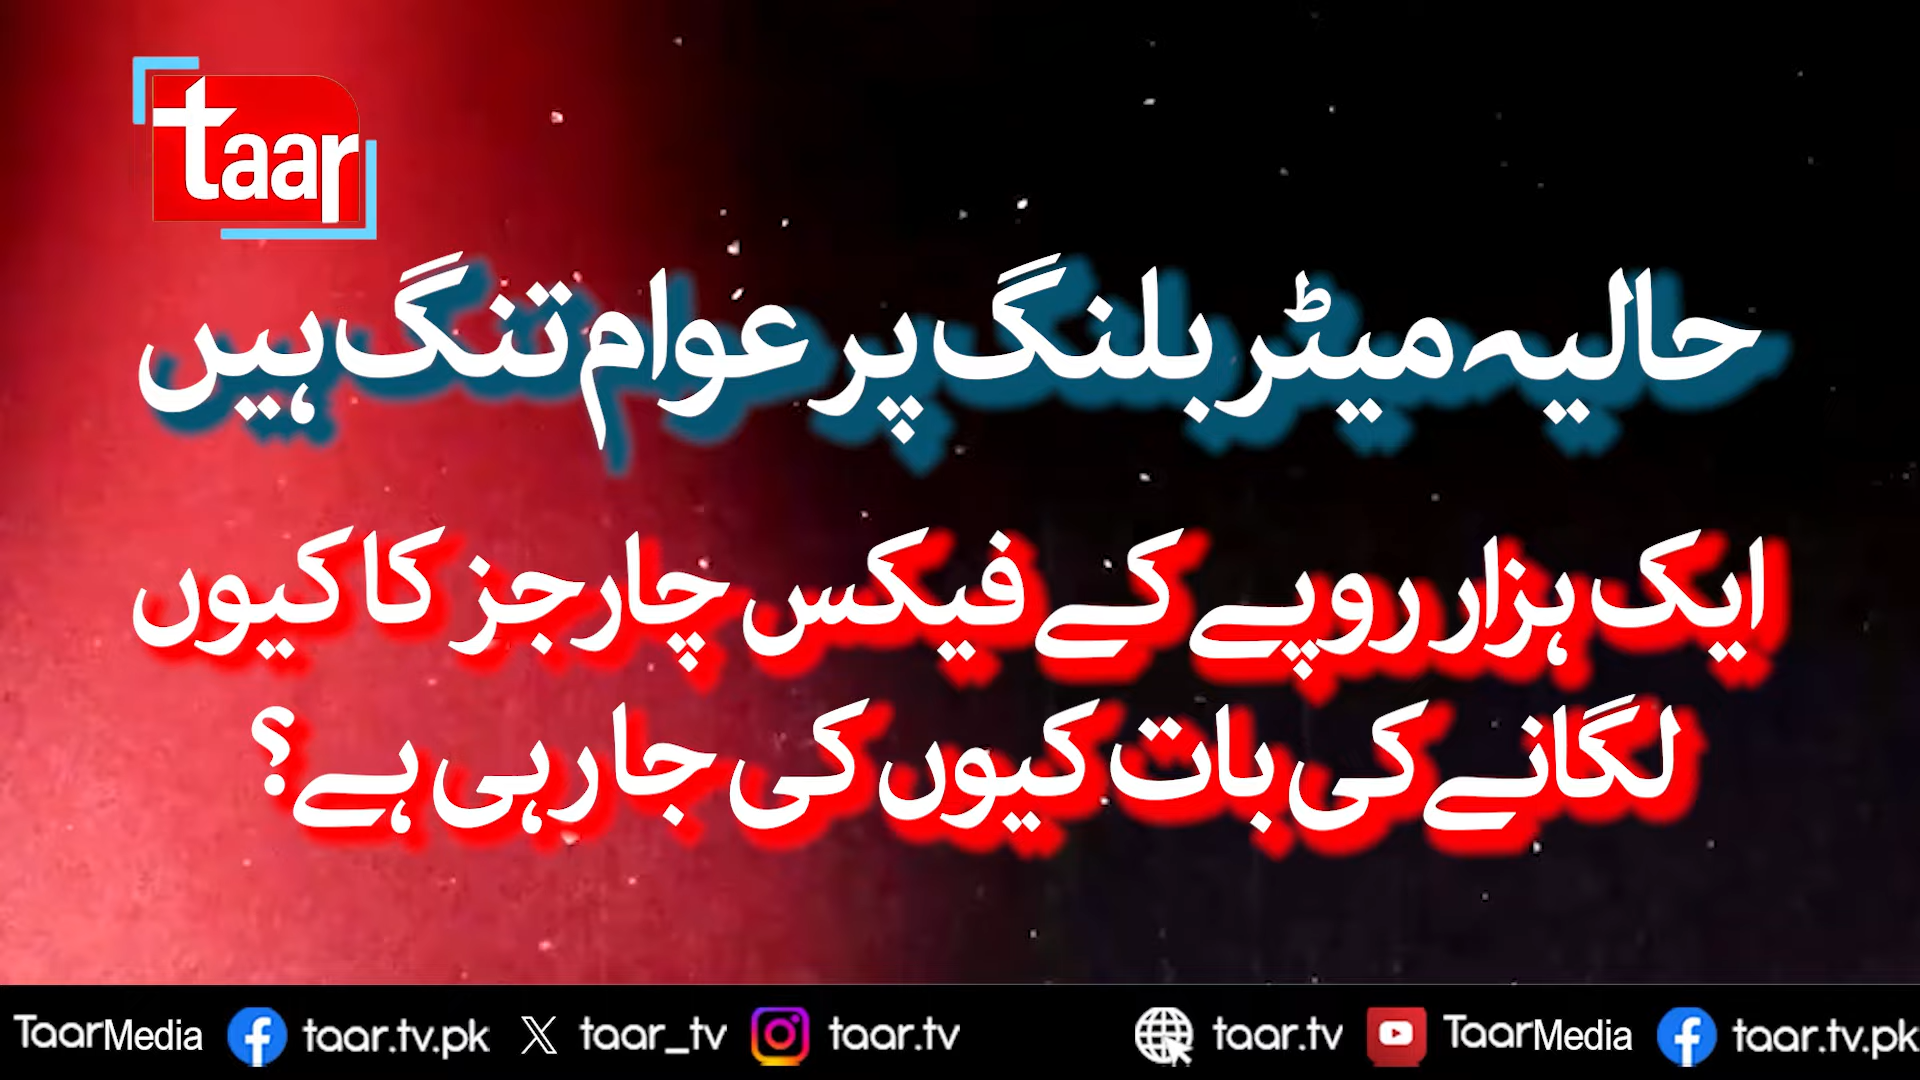 taar
حالیہ میٹر بلنگ پر عوام تنگ ہیں
ایک ہزار روپے کے فیکس چارجز کا کیوں
لگانے کی بات کیوں کی جا رہی ہے؟
TaarMedia taar.tv.pk taar_tv taar.tv taar.tv TaarMedia taar.tv.pk